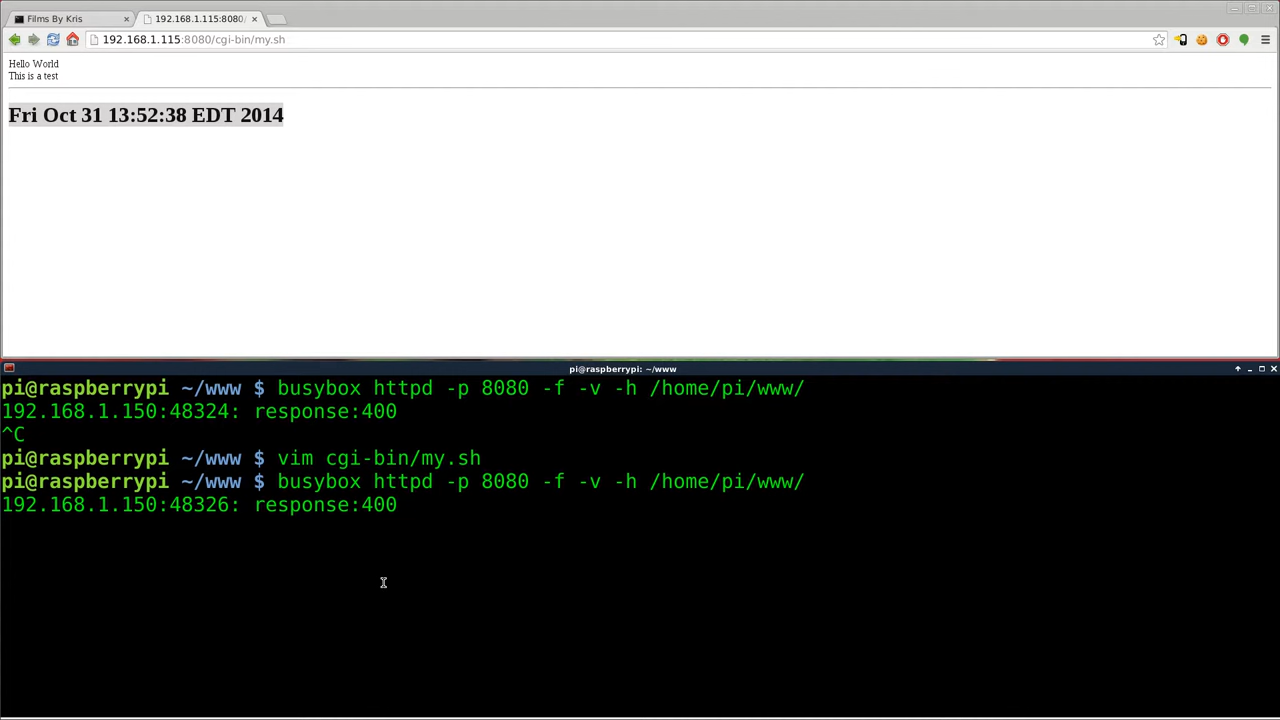 Films By Kris
192.168.1.115:8080/
192.168.1.115:8080/cgi-bin/my.sh
Hello World
This is a test
Fri Oct 31 13:52:38 EDT 2014
pi@raspberrypi: ~/www
pi@raspberrypi ~/www $ busybox httpd -p 8080 -f -v -h /home/pi/www/
192.168.1.150:48324: response:400
^C
pi@raspberrypi ~/www $ vim cgi-bin/my.sh
pi@raspberrypi ~/www $ busybox httpd -p 8080 -f -v -h /home/pi/www/
192.168.1.150:48326: response:400